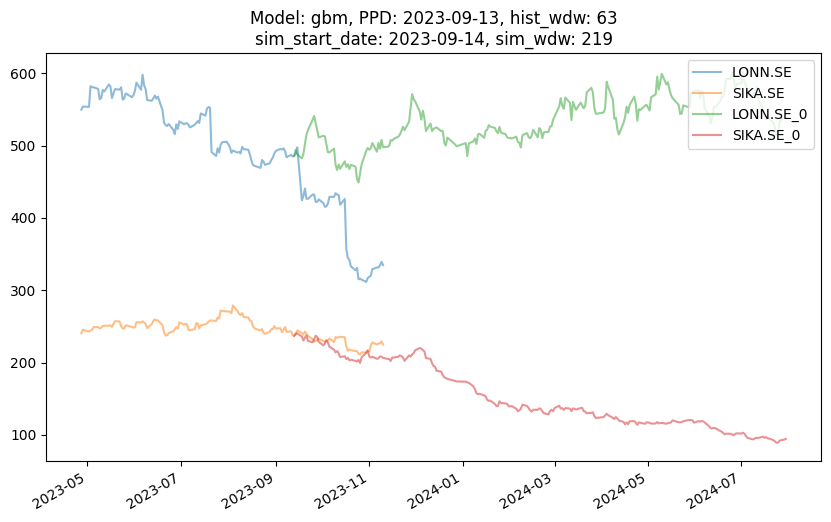 Model: gbm, PPD: 2023-09-13, hist_wdw: 63
sim_start_date: 2023-09-14, sim_wdw: 219
LONN.SE
SIKA.SE
LONN.SE_0
SIKA.SE_0
600
500
400
300
200
100
2023-05
2023-07
2023-09
2023-11
2024-01
2024-03
2024-05
2024-07